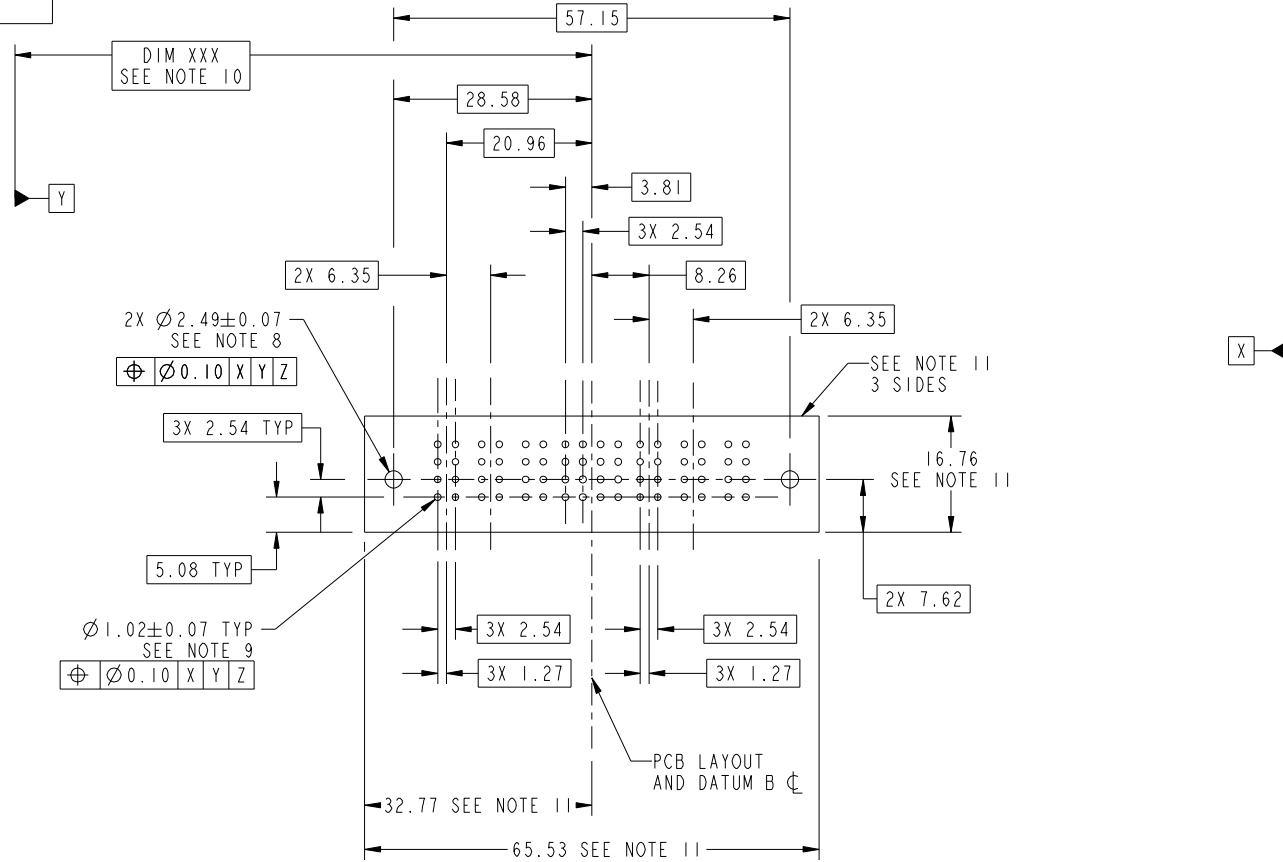 57.15
DIM XXX
SEE NOTE 10
28.58
20.96
Y
3.81
3X 2.54
2X 6.35
8.26
2X Ø2.49±0.07
SEE NOTE 8
2X 6.35
⌖ Ø0.10 X Y Z
X
SEE NOTE 11
3 SIDES
3X 2.54 TYP
16.76
SEE NOTE 11
5.08 TYP
2X 7.62
Ø1.02±0.07 TYP
SEE NOTE 9
⌖ Ø0.10 X Y Z
3X 2.54
3X 2.54
3X 1.27
3X 1.27
PCB LAYOUT
AND DATUM B ℄
32.77 SEE NOTE 11
65.53 SEE NOTE 11